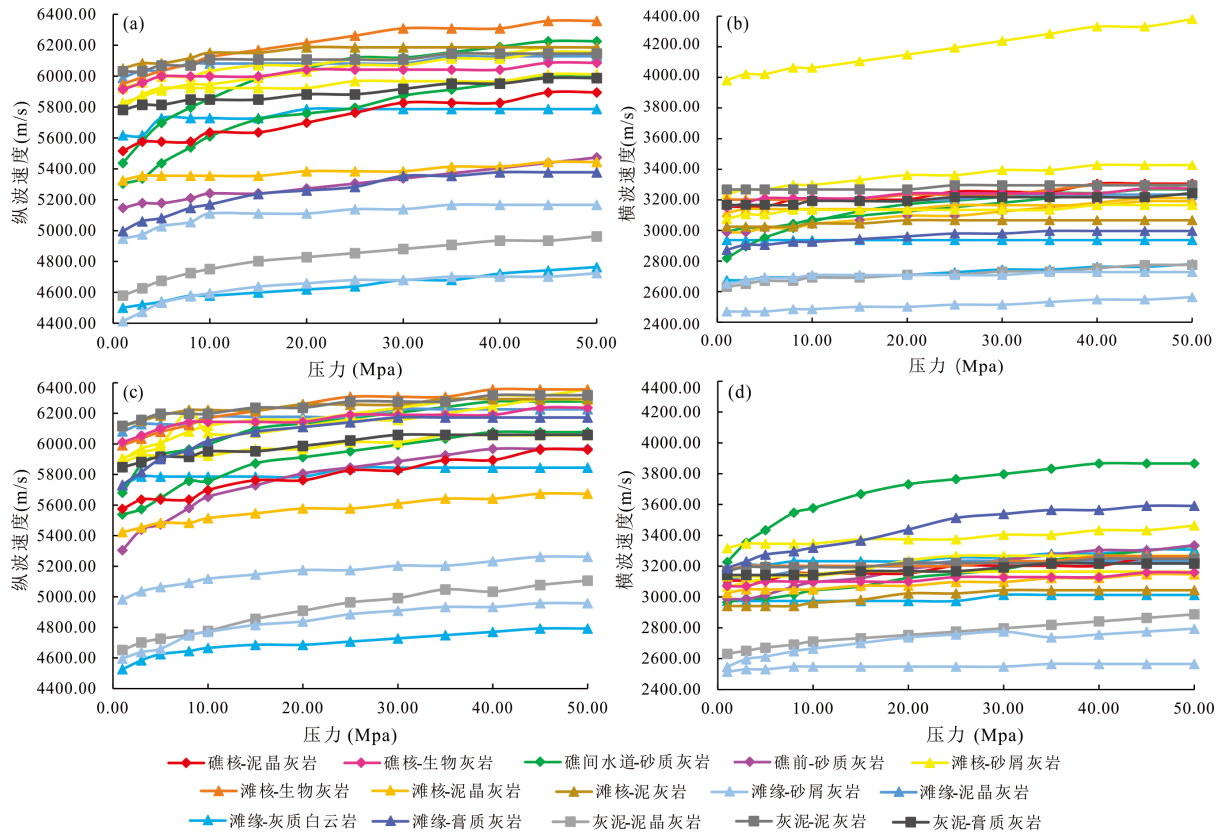 (a)
6400.00
6200.00
6000.00
5800.00
5600.00
5400.00
5200.00
5000.00
4800.00
4600.00
4400.00
纵波速度(m/s)
0.00 10.00 20.00 30.00 40.00 50.00
压力 (Mpa)
(b)
4400.00
4200.00
4000.00
3800.00
3600.00
3400.00
3200.00
3000.00
2800.00
2600.00
2400.00
横波速度(m/s)
0.00 10.00 20.00 30.00 40.00 50.00
压力 (Mpa)
(c)
6400.00
6200.00
6000.00
5800.00
5600.00
5400.00
5200.00
5000.00
4800.00
4600.00
4400.00
纵波速度(m/s)
0.00 10.00 20.00 30.00 40.00 50.00
压力 (Mpa)
(d)
4400.00
4200.00
4000.00
3800.00
3600.00
3400.00
3200.00
3000.00
2800.00
2600.00
2400.00
横波速度(m/s)
0.00 10.00 20.00 30.00 40.00 50.00
压力 (Mpa)
礁核-泥晶灰岩 礁核-生物灰岩 礁间水道-砂质灰岩 礁前-砂质灰岩 滩核-砂屑灰岩
滩核-生物灰岩 滩核-泥晶灰岩 滩核-泥灰岩 滩缘-砂屑灰岩 滩缘-泥晶灰岩
滩缘-灰质白云岩 滩缘-膏质灰岩 灰泥-泥晶灰岩 灰泥-泥灰岩 灰泥-膏质灰岩